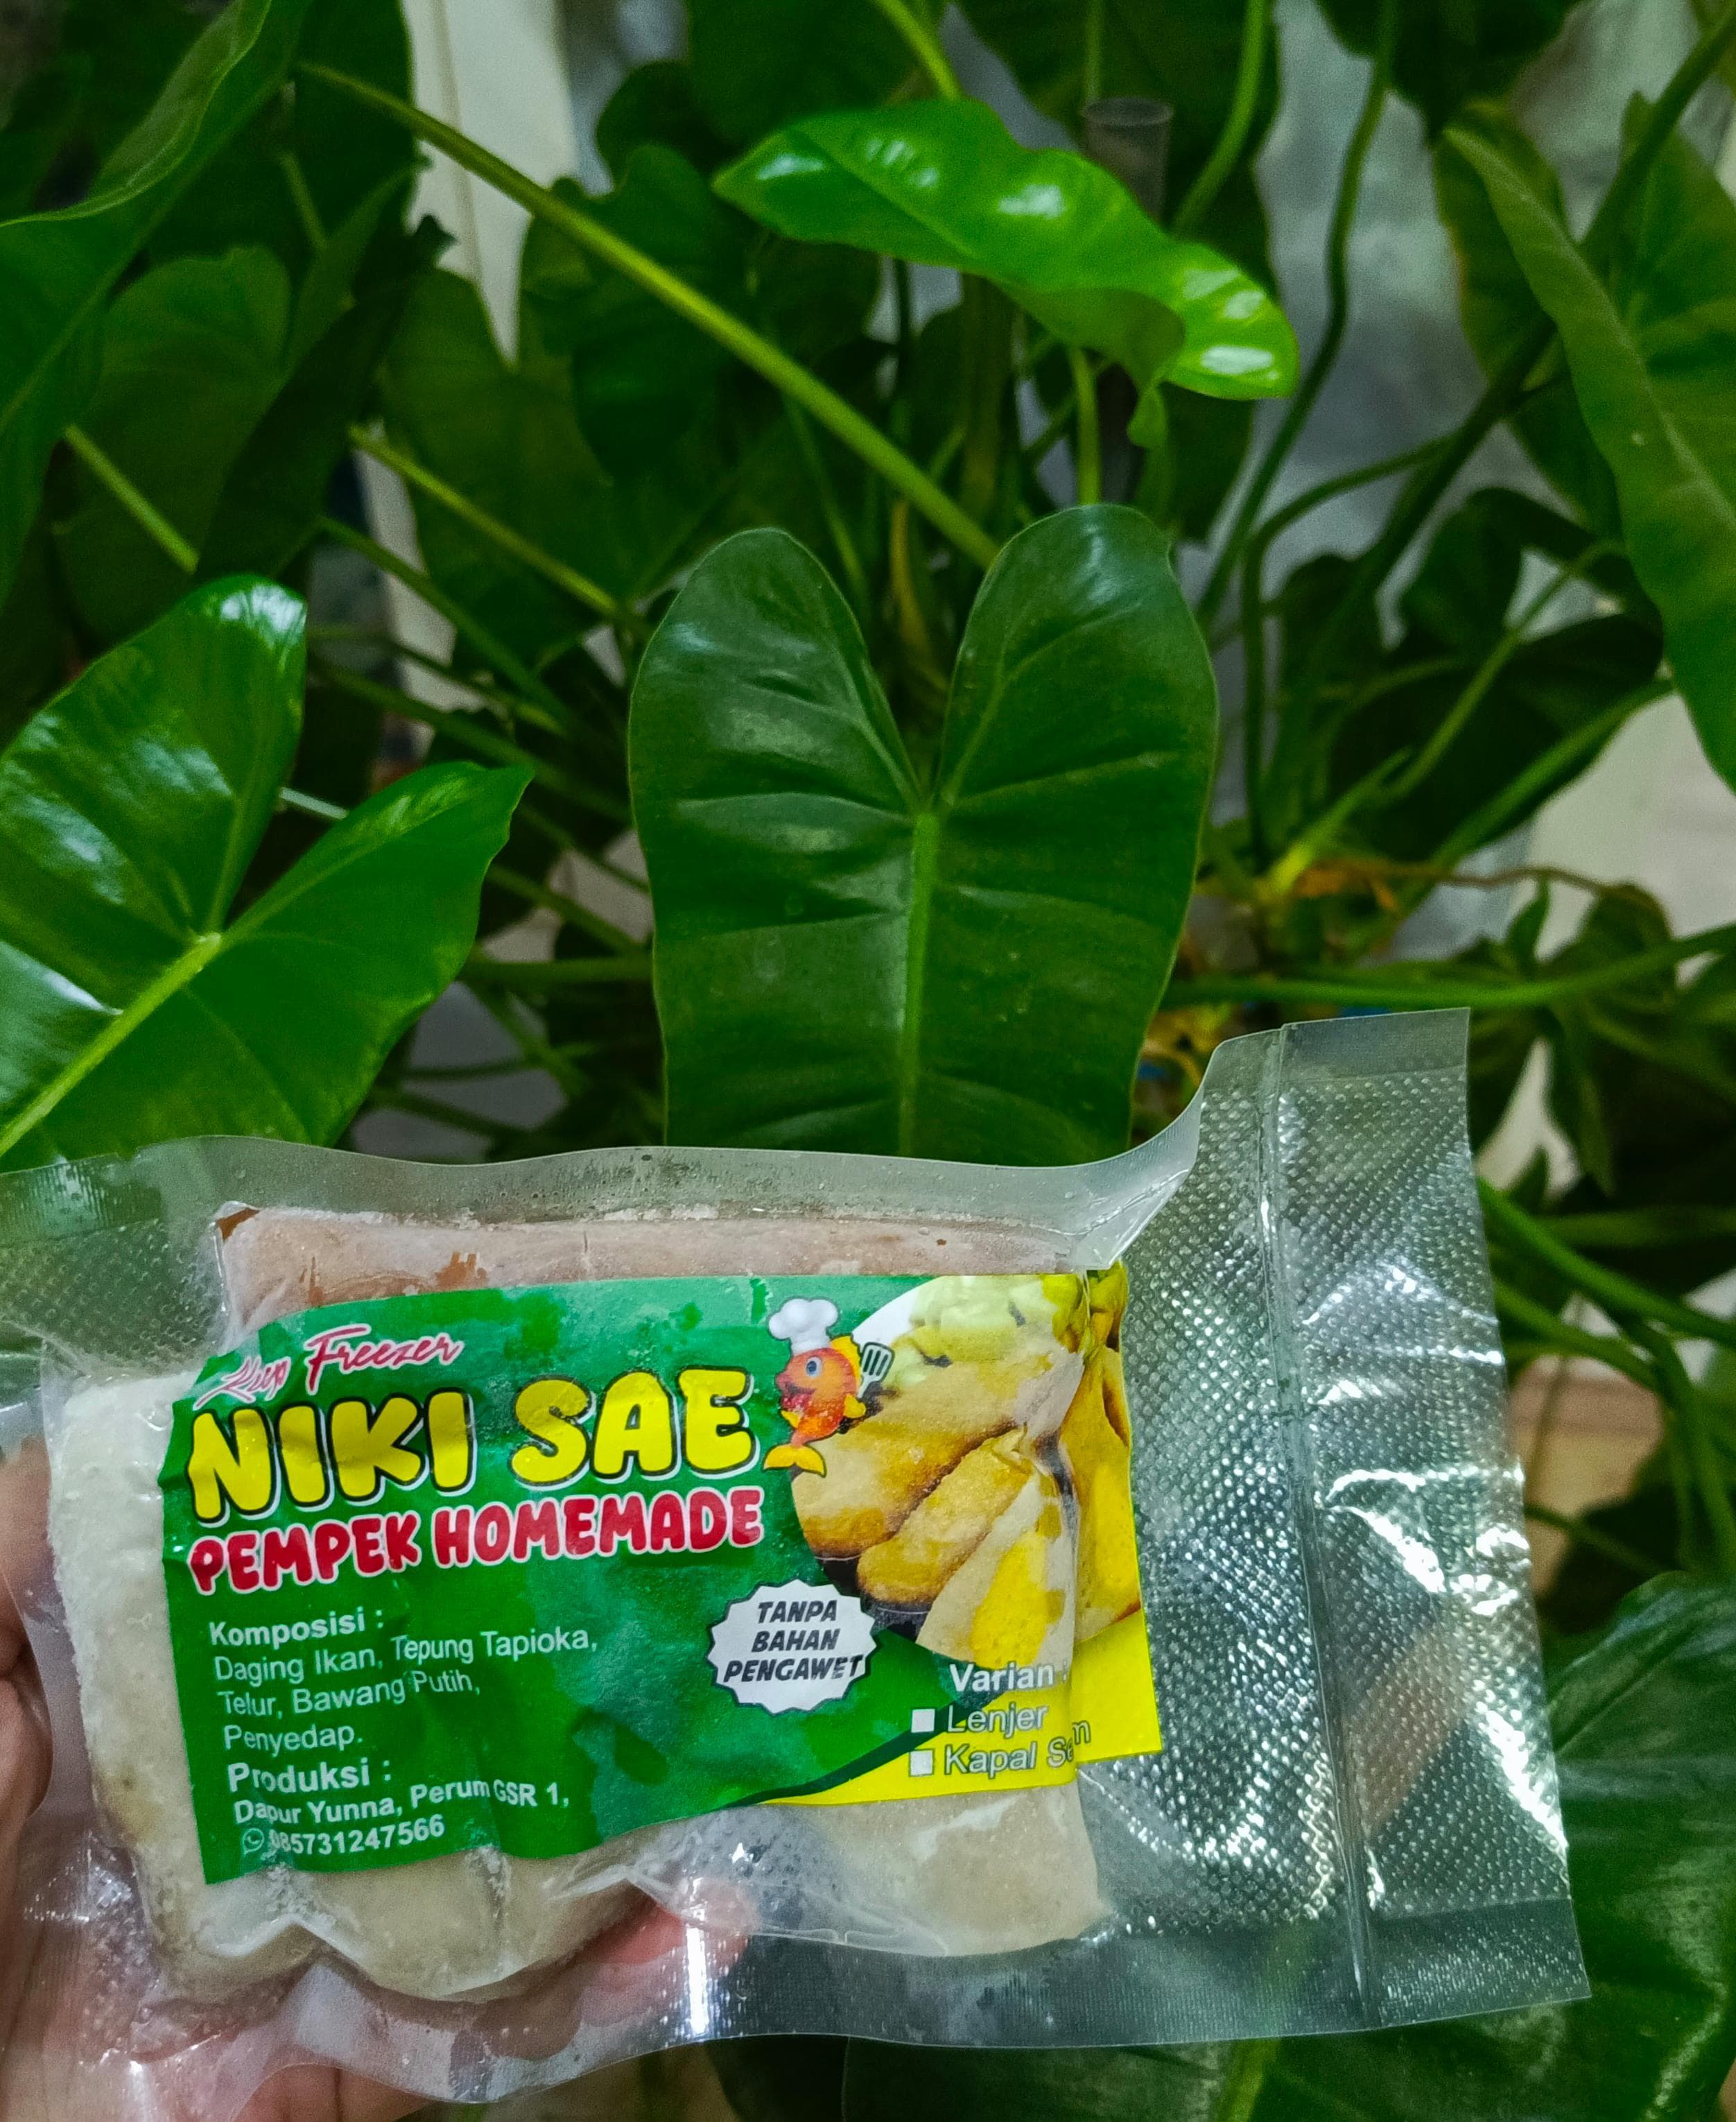 Keep Freezer
NIKI SAE
PEMPEK HOMEMADE
Komposisi :
Daging Ikan, Tepung Tapioka,
Telur, Bawang Putih,
Penyedap.
Produksi :
Dapur Yunna, Perum GSR 1,
085731247566
TANPA
BAHAN
PENGAWET
Varian :
Lenjer
Kapal